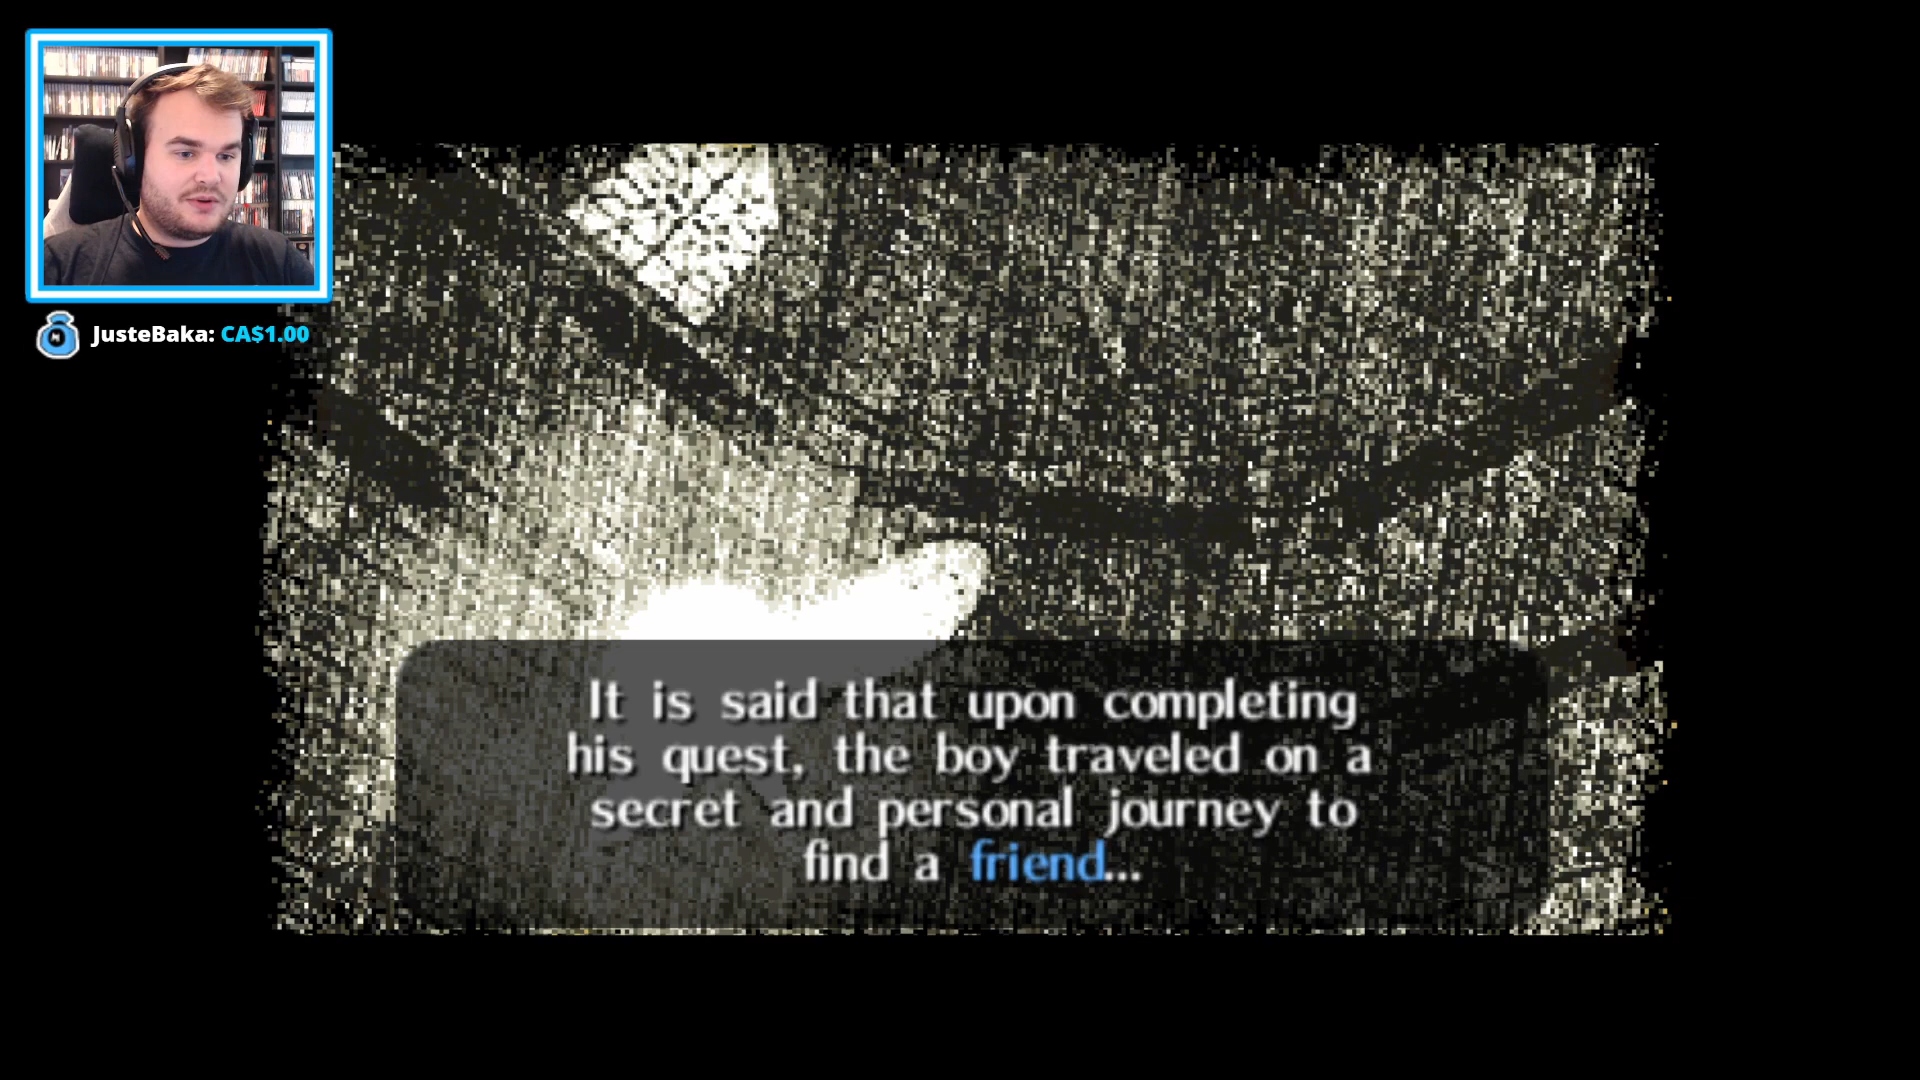 JusteBaka: CA$1.00
It is said that upon completing
his quest, the boy traveled on a
secret and personal journey to
find a friend...